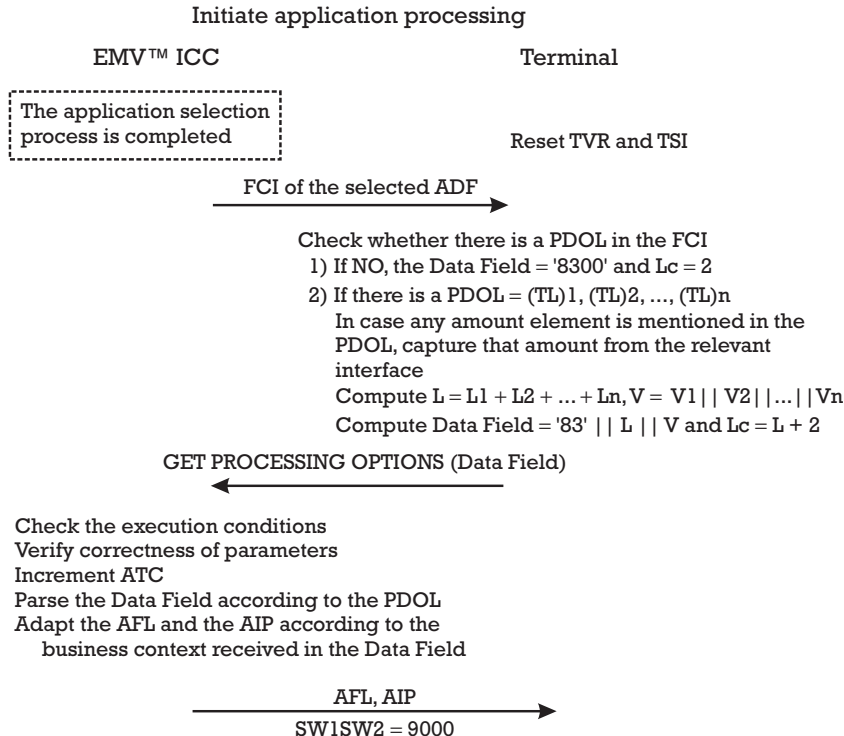 Initiate application processing
EMV™ ICC
Terminal
The application selection
process is completed
Reset TVR and TSI
FCI of the selected ADF
Check whether there is a PDOL in the FCI
1) If NO, the Data Field = '8300' and Lc = 2
2) If there is a PDOL = (TL)1, (TL)2, ..., (TL)n
In case any amount element is mentioned in the
PDOL, capture that amount from the relevant
interface
Compute L = L1 + L2 + ... + Ln, V = V1 | | V2 | |...| | Vn
Compute Data Field = '83' | | L | | V and Lc = L + 2
GET PROCESSING OPTIONS (Data Field)
Check the execution conditions
Verify correctness of parameters
Increment ATC
Parse the Data Field according to the PDOL
Adapt the AFL and the AIP according to the
business context received in the Data Field
AFL, AIP
SW1SW2 = 9000